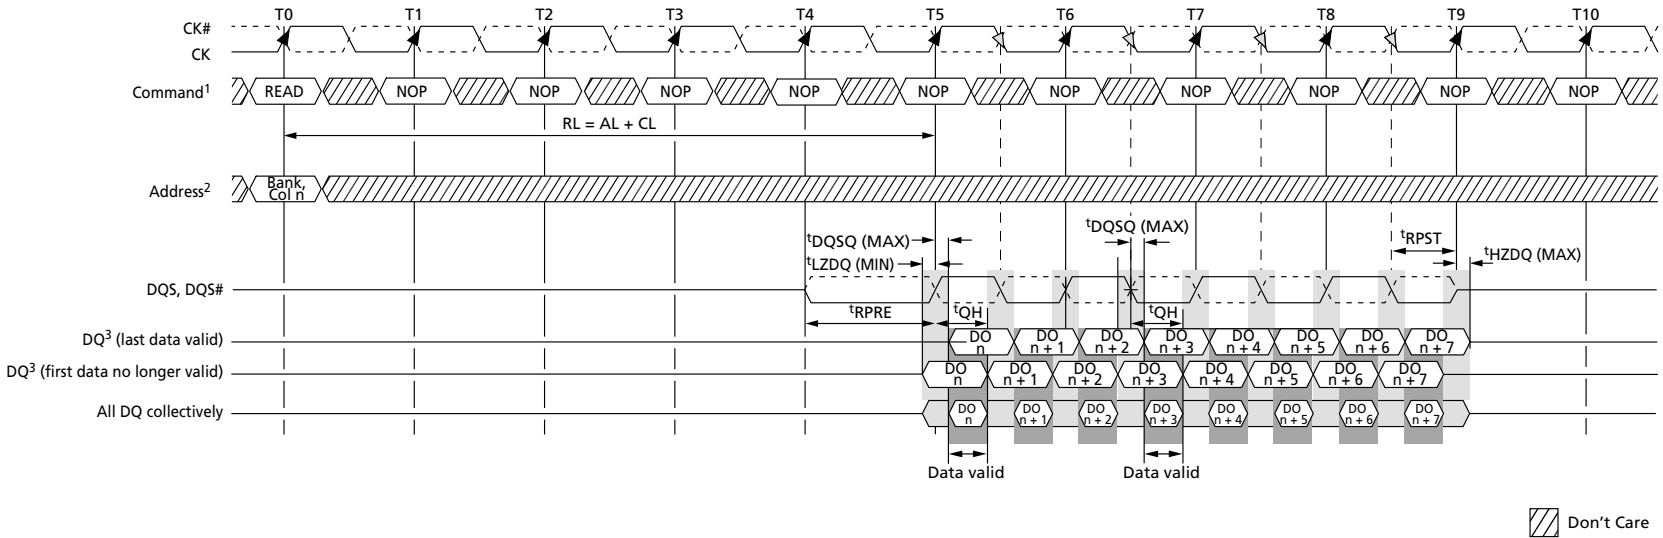 T0 T1 T2 T3 T4 T5 T6 T7 T8 T9 T10
CK#
CK
Command1 READ NOP NOP NOP NOP NOP NOP NOP NOP NOP NOP
RL = AL + CL
Address2 Bank,
Col n
tDQSQ (MAX) tDQSQ (MAX) tRPST
tLZDQ (MIN) tHZDQ (MAX)
DQS, DQS#
tRPRE tQH tQH
DQ3 (last data valid) DO n DO n + 1 DO n + 2 DO n + 3 DO n + 4 DO n + 5 DO n + 6 DO n + 7
DQ3 (first data no longer valid) DO n DO n + 1 DO n + 2 DO n + 3 DO n + 4 DO n + 5 DO n + 6 DO n + 7
All DQ collectively DO n DO n + 1 DO n + 2 DO n + 3 DO n + 4 DO n + 5 DO n + 6 DO n + 7
Data valid Data valid
Don't Care